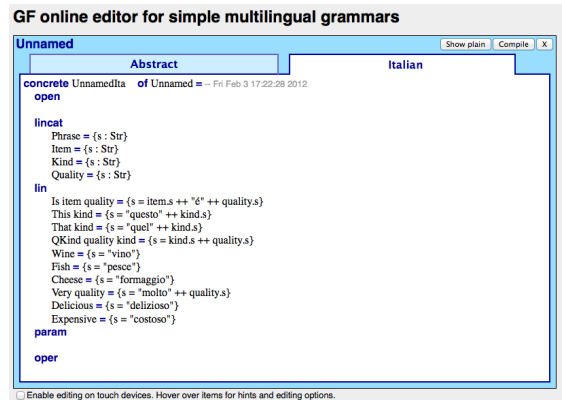 GF online editor for simple multilingual grammars
Unnamed Show plain Compile X
Abstract Italian
concrete UnnamedIta of Unnamed = -- Fri Feb 3 17:22:28 2012
open
lincat
Phrase = {s : Str}
Item = {s : Str}
Kind = {s : Str}
Quality = {s : Str}
lin
Is item quality = {s = item.s ++ "é" ++ quality.s}
This kind = {s = "questo" ++ kind.s}
That kind = {s = "quel" ++ kind.s}
QKind quality kind = {s = kind.s ++ quality.s}
Wine = {s = "vino"}
Fish = {s = "pesce"}
Cheese = {s = "formaggio"}
Very quality = {s = "molto" ++ quality.s}
Delicious = {s = "delizioso"}
Expensive = {s = "costoso"}
param
oper
Enable editing on touch devices. Hover over items for hints and editing options.